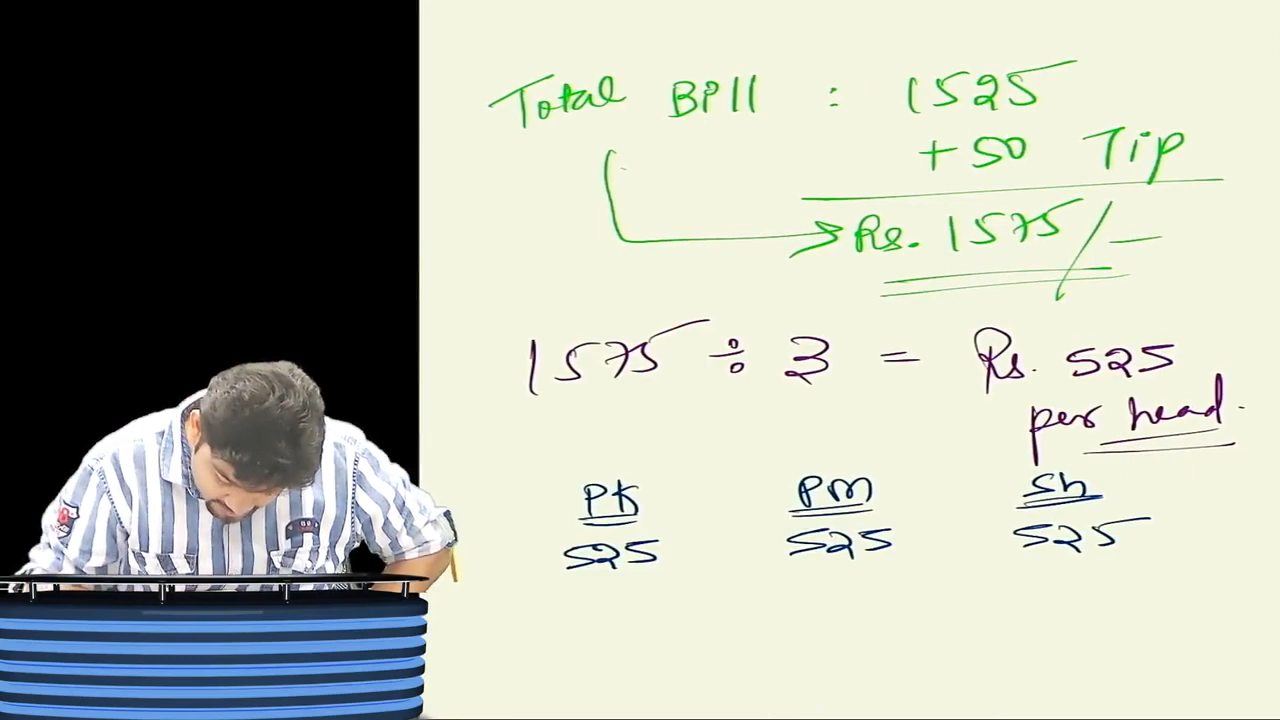 Total Bill : 1525
+ 50 Tip
Rs. 1575/-
1575 ÷ 3 = Rs. 525
per head.
PK PM Sh
525 525 525